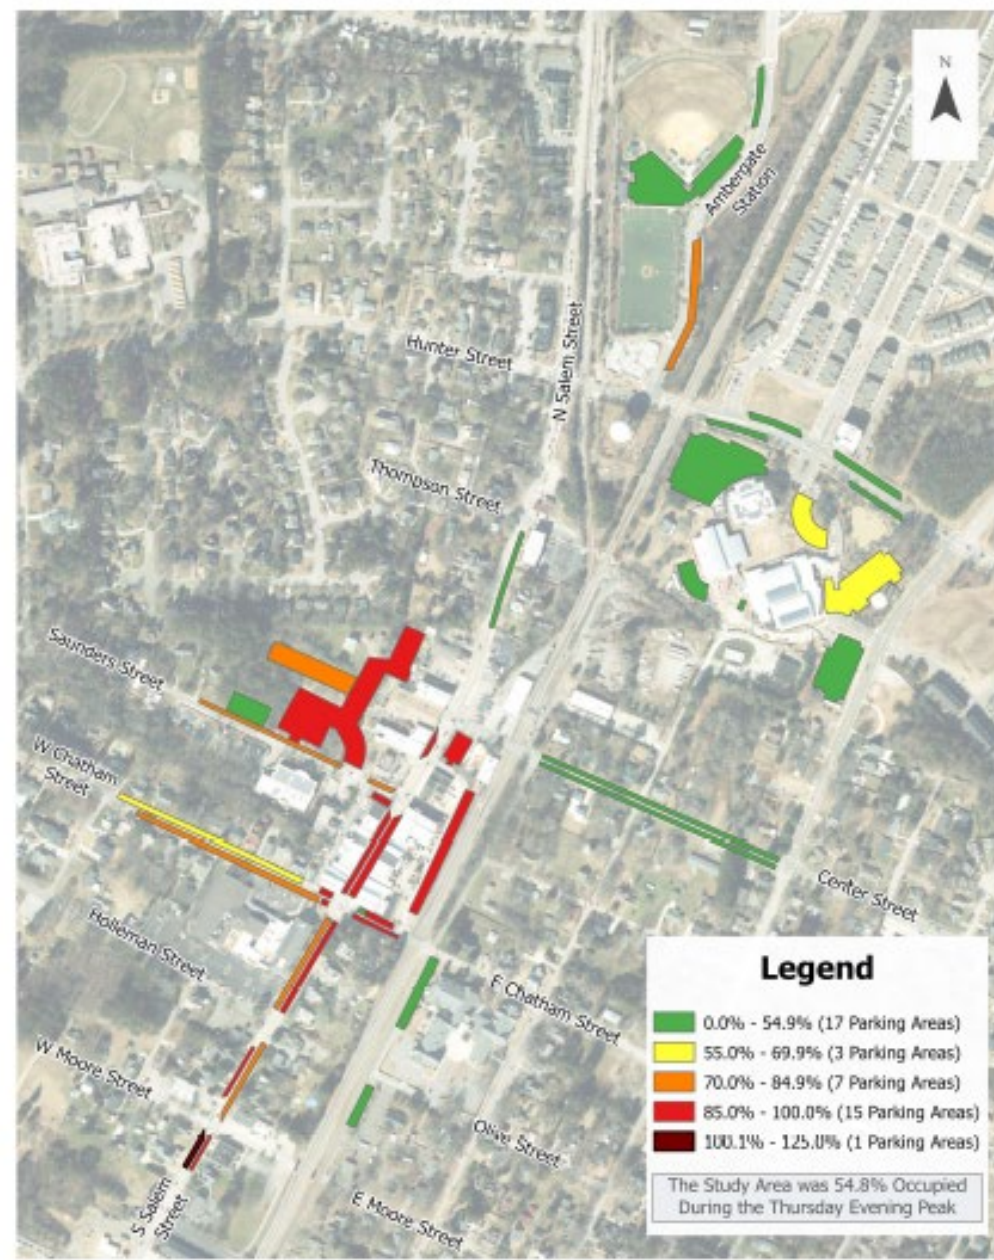 N
Ambergate
Station
N Salem Street
Hunter Street
Thompson Street
Saunders Street
W Chatham
Street
Center Street
Holleman Street
E Chatham Street
W Moore Street
Olive Street
S Salem
Street
E Moore Street
Legend
0.0% - 54.9% (17 Parking Areas)
55.0% - 69.9% (3 Parking Areas)
70.0% - 84.9% (7 Parking Areas)
85.0% - 100.0% (15 Parking Areas)
100.1% - 125.0% (1 Parking Areas)
The Study Area was 54.8% Occupied
During the Thursday Evening Peak